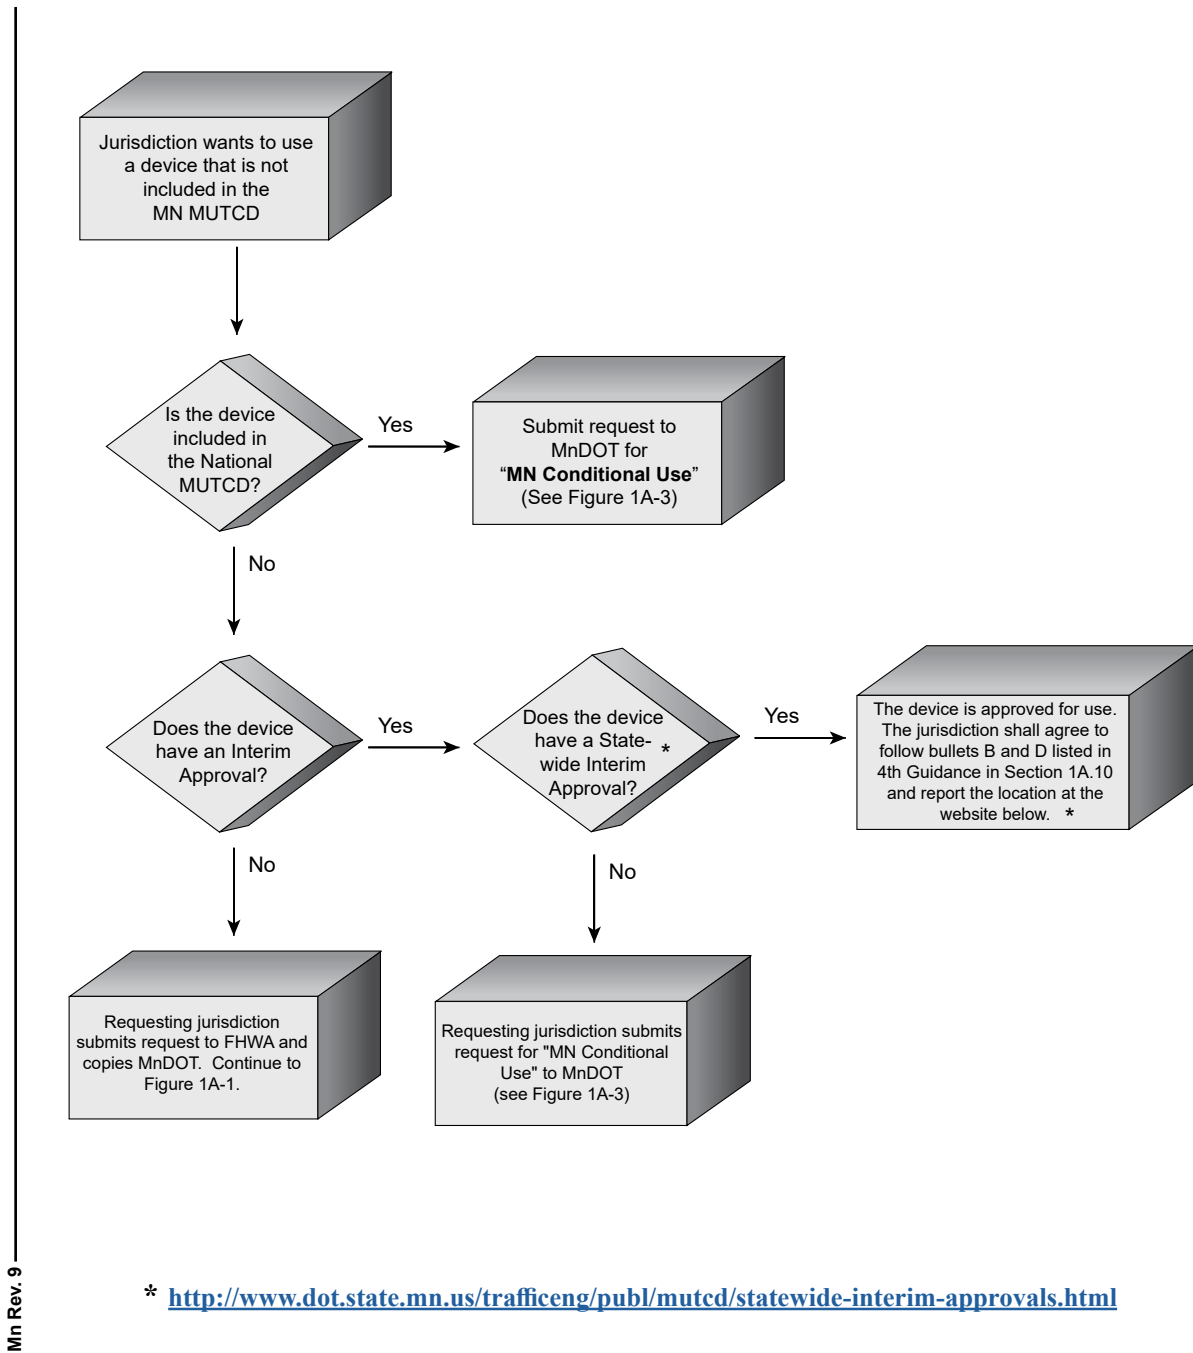 Jurisdiction wants to use
a device that is not
included in the
MN MUTCD
Is the device
included in
the National
MUTCD?
Yes
Submit request to
MnDOT for
“MN Conditional Use”
(See Figure 1A-3)
No
Does the device
have an Interim
Approval?
Yes
Does the device
have a State- *
wide Interim
Approval?
Yes
The device is approved for use.
The jurisdiction shall agree to
follow bullets B and D listed in
4th Guidance in Section 1A.10
and report the location at the
website below. *
No
No
Requesting jurisdiction
submits request to FHWA and
copies MnDOT. Continue to
Figure 1A-1.
Requesting jurisdiction submits
request for "MN Conditional
Use" to MnDOT
(see Figure 1A-3)
* http://www.dot.state.mn.us/trafficeng/publ/mutcd/statewide-interim-approvals.html
Mn Rev. 9